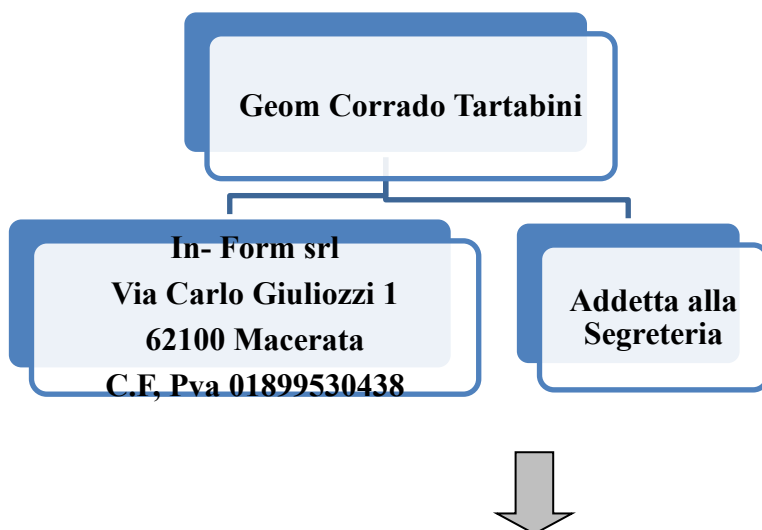 Geom Corrado Tartabini
In- Form srl
Via Carlo Giuliozzi 1
62100 Macerata
C.F, Pva 01899530438
Addetta alla
Segreteria